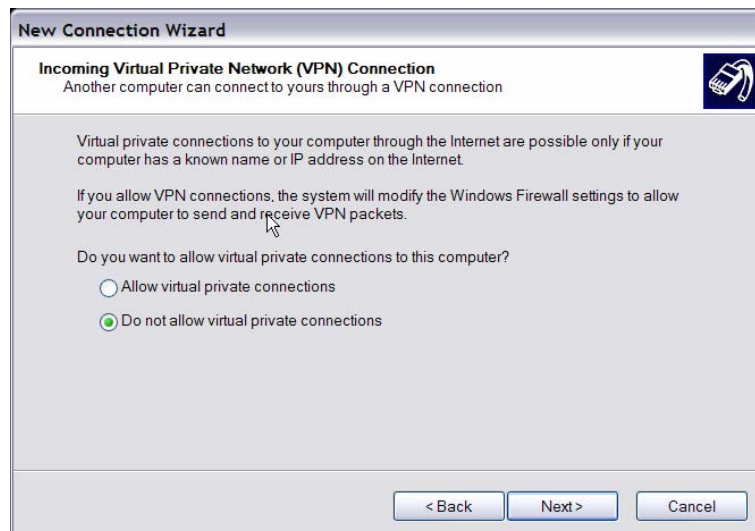 New Connection Wizard
Incoming Virtual Private Network (VPN) Connection
Another computer can connect to yours through a VPN connection
Virtual private connections to your computer through the Internet are possible only if your
computer has a known name or IP address on the Internet.
If you allow VPN connections, the system will modify the Windows Firewall settings to allow
your computer to send and receive VPN packets.
Do you want to allow virtual private connections to this computer?
Allow virtual private connections
Do not allow virtual private connections
< Back
Next >
Cancel